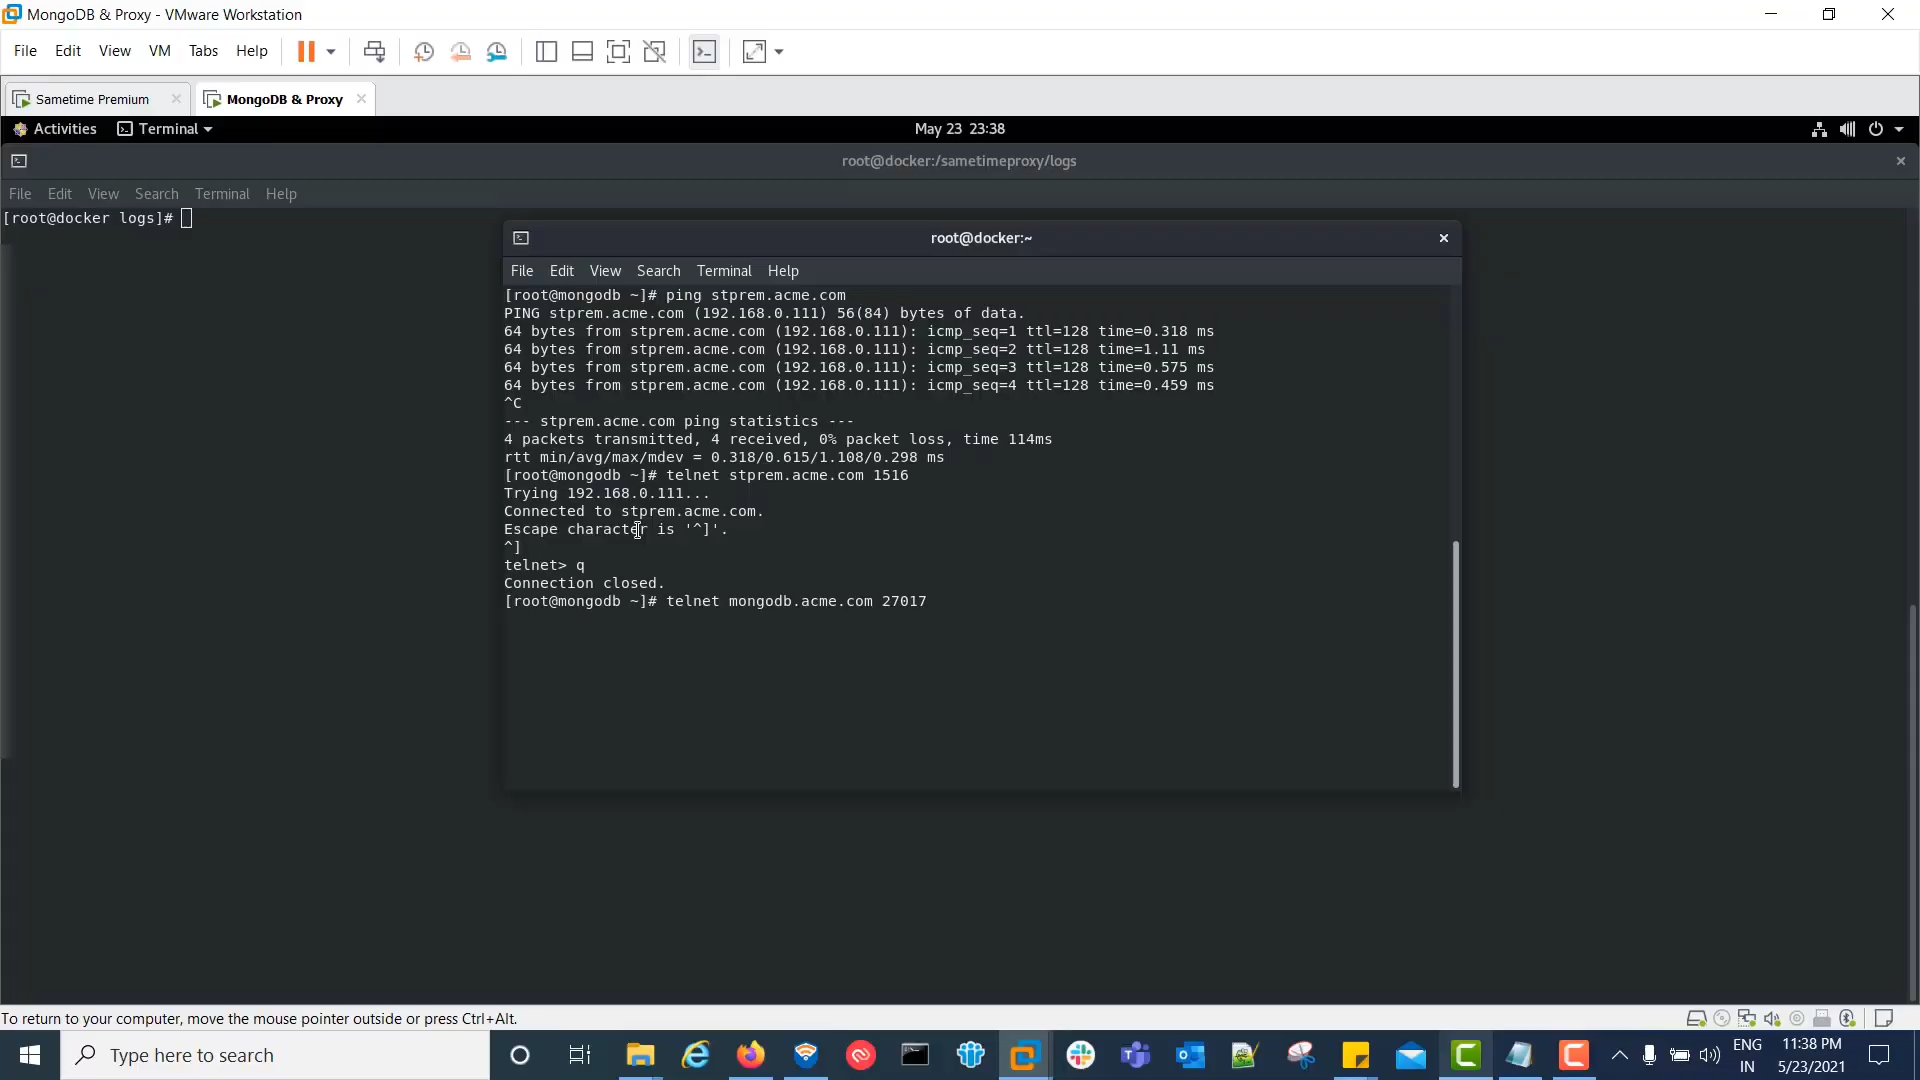 MongoDB & Proxy - VMware Workstation
File Edit View VM Tabs Help
Sametime Premium
MongoDB & Proxy
Activities Terminal May 23 23:38
root@docker:/sametimeproxy/logs
File Edit View Search Terminal Help
[root@docker logs]#
root@docker:~
File Edit View Search Terminal Help
[root@mongodb ~]# ping stprem.acme.com
PING stprem.acme.com (192.168.0.111) 56(84) bytes of data.
64 bytes from stprem.acme.com (192.168.0.111): icmp_seq=1 ttl=128 time=0.318 ms
64 bytes from stprem.acme.com (192.168.0.111): icmp_seq=2 ttl=128 time=1.11 ms
64 bytes from stprem.acme.com (192.168.0.111): icmp_seq=3 ttl=128 time=0.575 ms
64 bytes from stprem.acme.com (192.168.0.111): icmp_seq=4 ttl=128 time=0.459 ms
^C
--- stprem.acme.com ping statistics ---
4 packets transmitted, 4 received, 0% packet loss, time 114ms
rtt min/avg/max/mdev = 0.318/0.615/1.108/0.298 ms
[root@mongodb ~]# telnet stprem.acme.com 1516
Trying 192.168.0.111...
Connected to stprem.acme.com.
Escape character is '^]'.
^]
telnet> q
Connection closed.
[root@mongodb ~]# telnet mongodb.acme.com 27017
To return to your computer, move the mouse pointer outside or press Ctrl+Alt.
Type here to search
ENG
IN
11:38 PM
5/23/2021